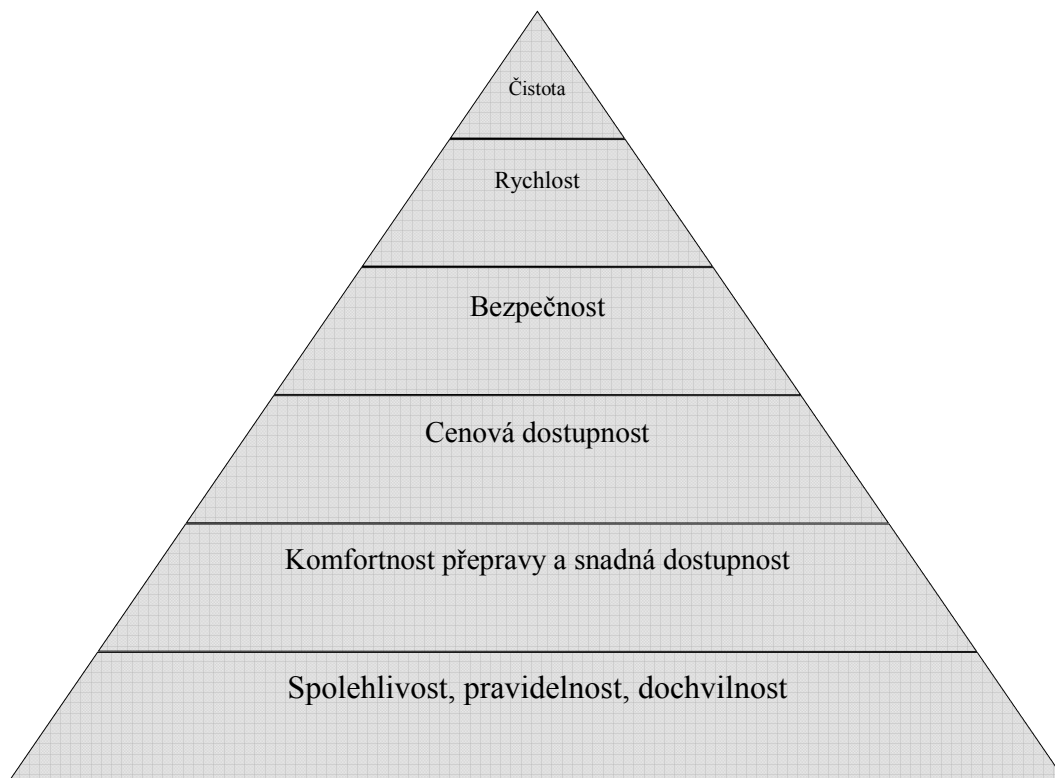 Čistota
Rychlost
Bezpečnost
Cenová dostupnost
Komfortnost přepravy a snadná dostupnost
Spolehlivost, pravidelnost, dochvilnost